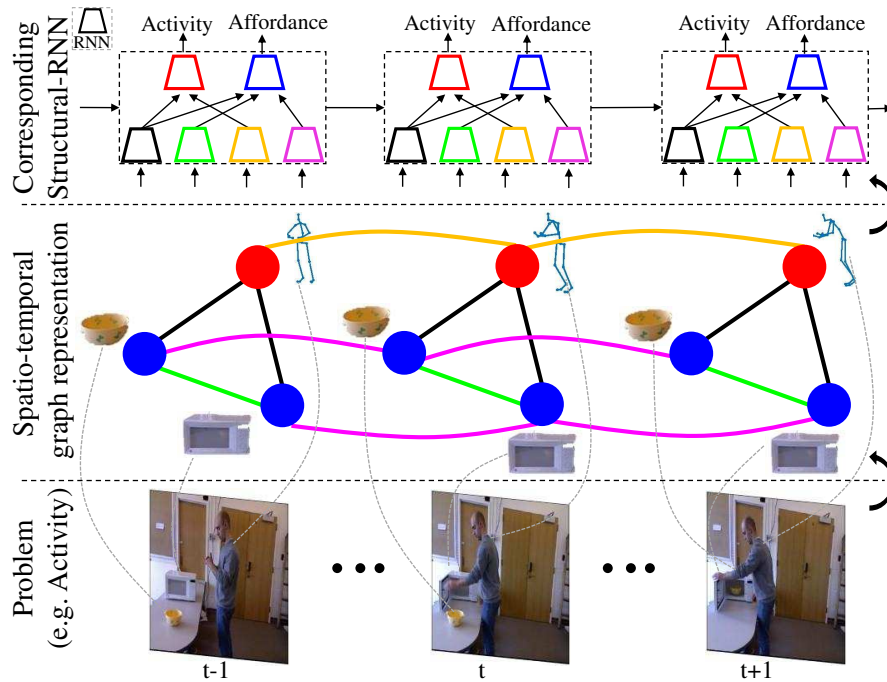 Corresponding
Structural-RNN
RNN
Activity Affordance
Activity Affordance
Activity Affordance
Spatio-temporal
graph representation
Problem
(e.g. Activity)
t-1
t
t+1